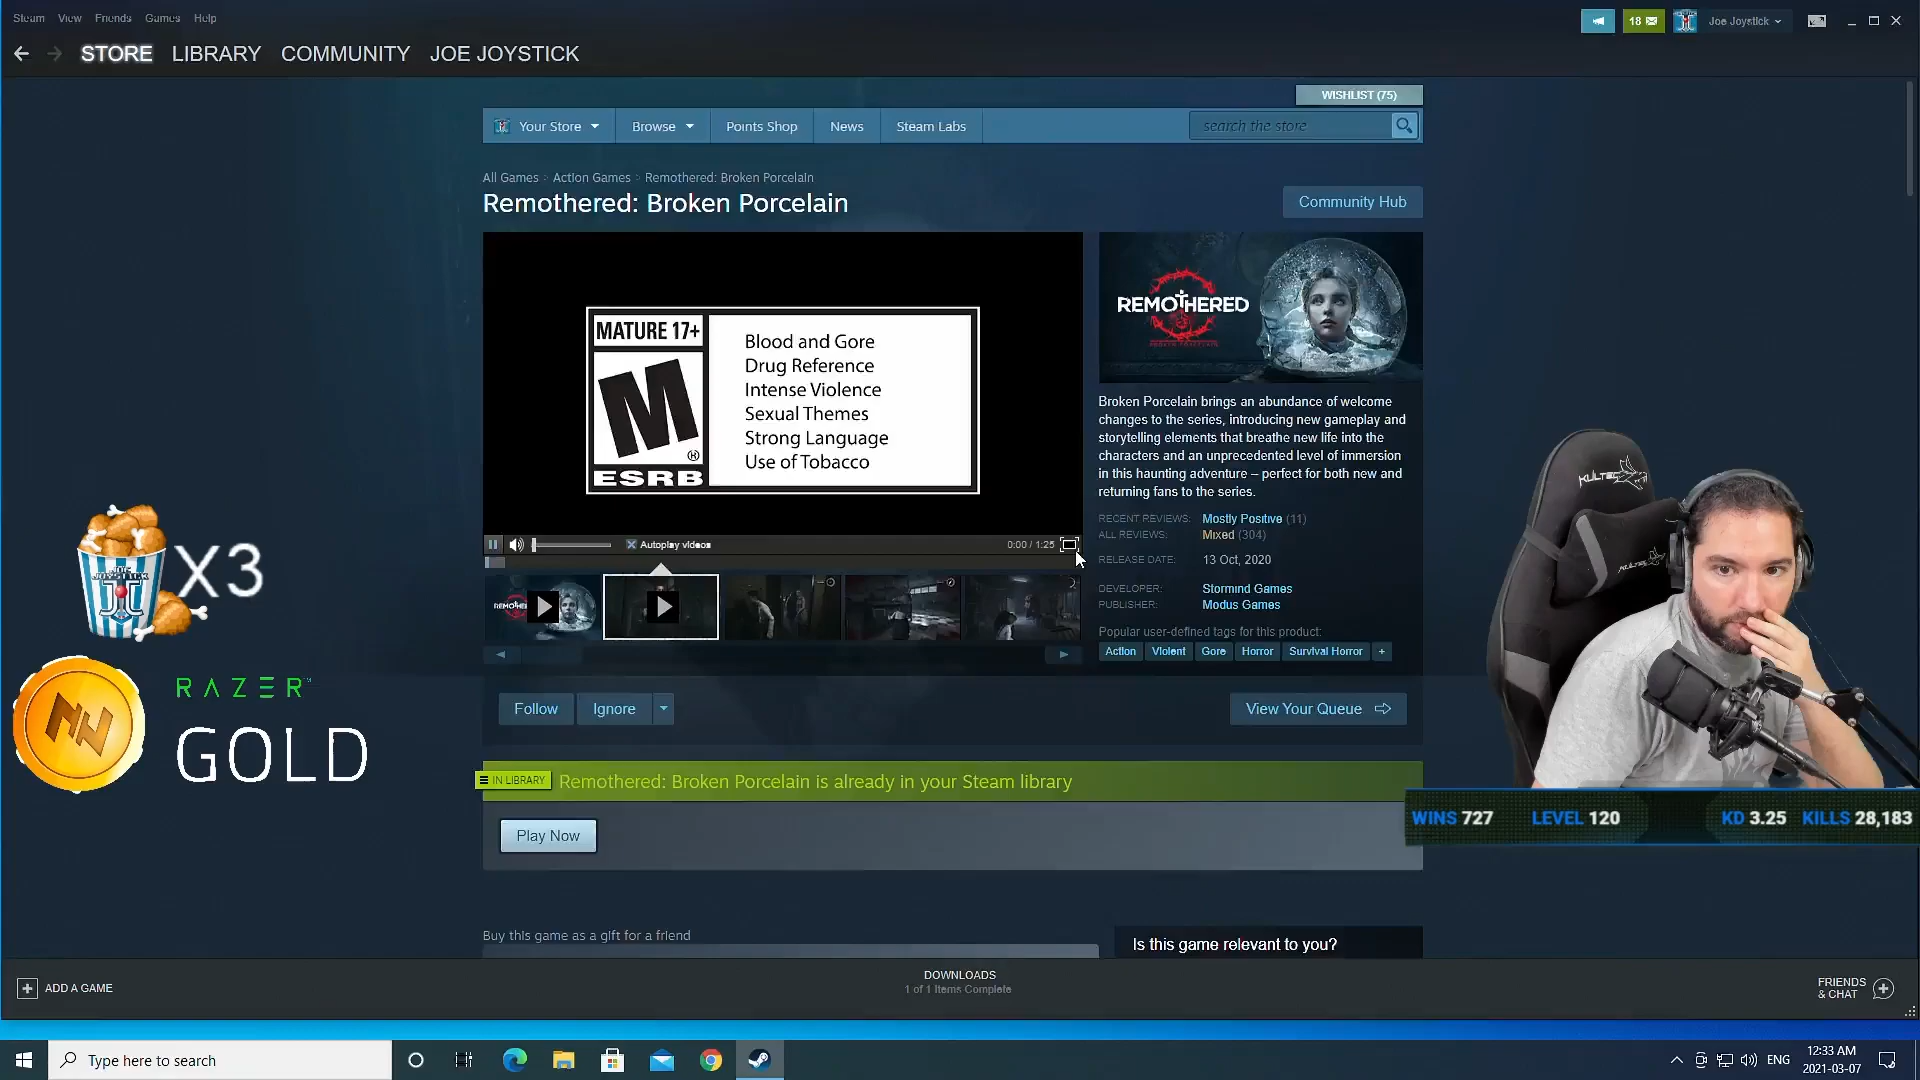 Steam View Friends Games Help
18
Joe Joystick
STORE LIBRARY COMMUNITY JOE JOYSTICK
WISHLIST (75)
Your Store Browse Points Shop News Steam Labs search the store
All Games > Action Games > Remothered: Broken Porcelain
Remothered: Broken Porcelain
Community Hub
MATURE 17+
M
®
ESRB
Blood and Gore
Drug Reference
Intense Violence
Sexual Themes
Strong Language
Use of Tobacco
Autoplay videos 0:00 / 1:25
REMOTHERED
BROKEN PORCELAIN
Broken Porcelain brings an abundance of welcome
changes to the series, introducing new gameplay and
storytelling elements that breathe new life into the
characters and an unprecedented level of immersion
in this haunting adventure – perfect for both new and
returning fans to the series.
RECENT REVIEWS: Mostly Positive (11)
ALL REVIEWS: Mixed (304)
RELEASE DATE: 13 Oct, 2020
DEVELOPER: Stormind Games
PUBLISHER: Modus Games
Popular user-defined tags for this product:
Action Violent Gore Horror Survival Horror +
Follow Ignore
View Your Queue
IN LIBRARY Remothered: Broken Porcelain is already in your Steam library
Play Now
Buy this game as a gift for a friend
Is this game relevant to you?
JOE
JOYSTICK
X3
RAZER™
GOLD
WINS 727 LEVEL 120 KD 3.25 KILLS 28,183
ADD A GAME
DOWNLOADS
1 of 1 Items Complete
FRIENDS
& CHAT
Type here to search
ENG
12:33 AM
2021-03-07